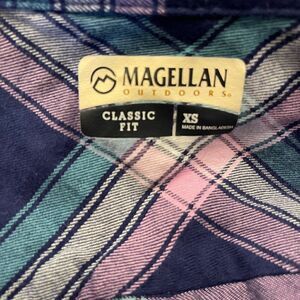 MAGELLAN
OUTDOORS®
CLASSIC
FIT
XS
MADE IN BANGLADESH